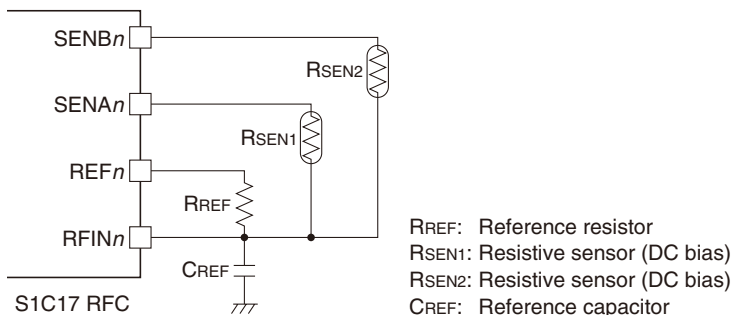 SENBn
RSEN2
SENAn
RSEN1
REFn
RREF
RFINn
CREF
S1C17 RFC
RREF: Reference resistor
RSEN1: Resistive sensor (DC bias)
RSEN2: Resistive sensor (DC bias)
CREF: Reference capacitor